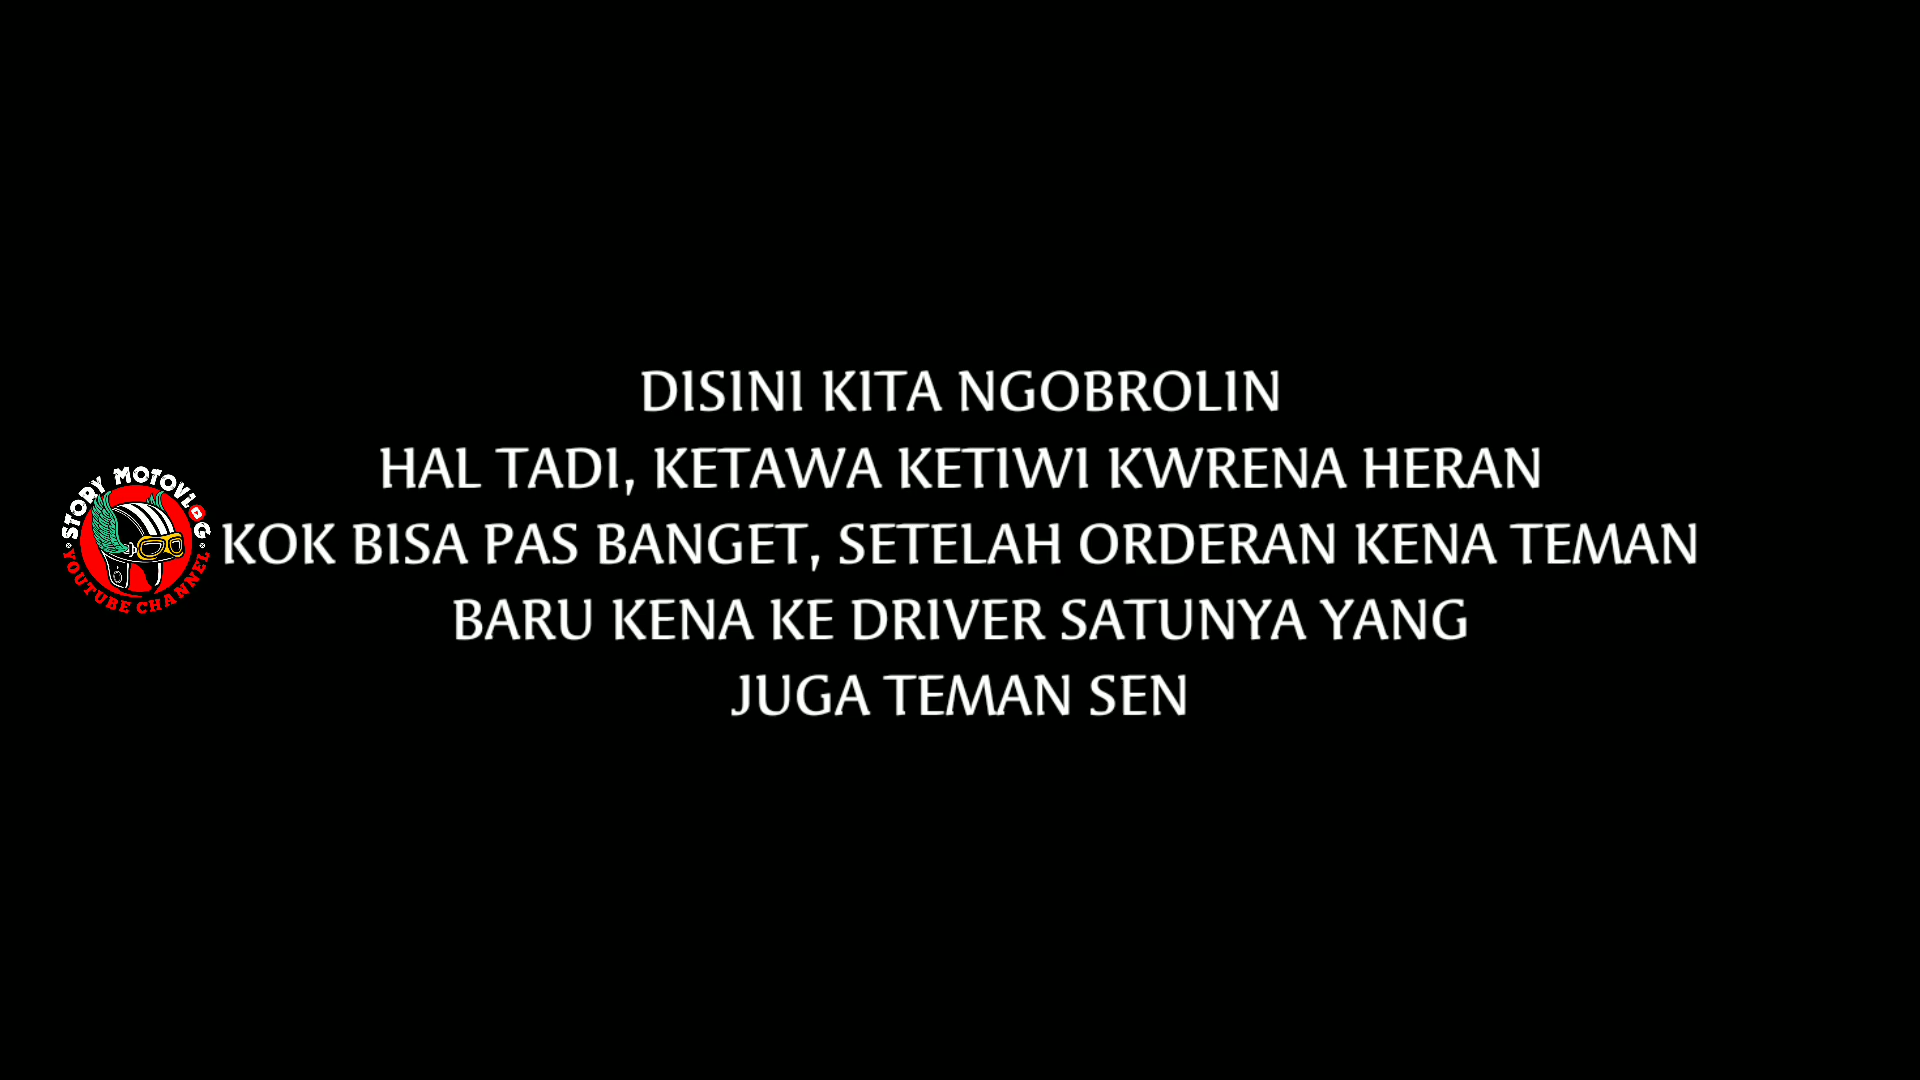 DISINI KITA NGOBROLIN
HAL TADI, KETAWA KETIWI KWRENA HERAN
KOK BISA PAS BANGET, SETELAH ORDERAN KENA TEMAN
BARU KENA KE DRIVER SATUNYA YANG
JUGA TEMAN SEN
STORY MOTOVLOG
YOUTUBE CHANNEL